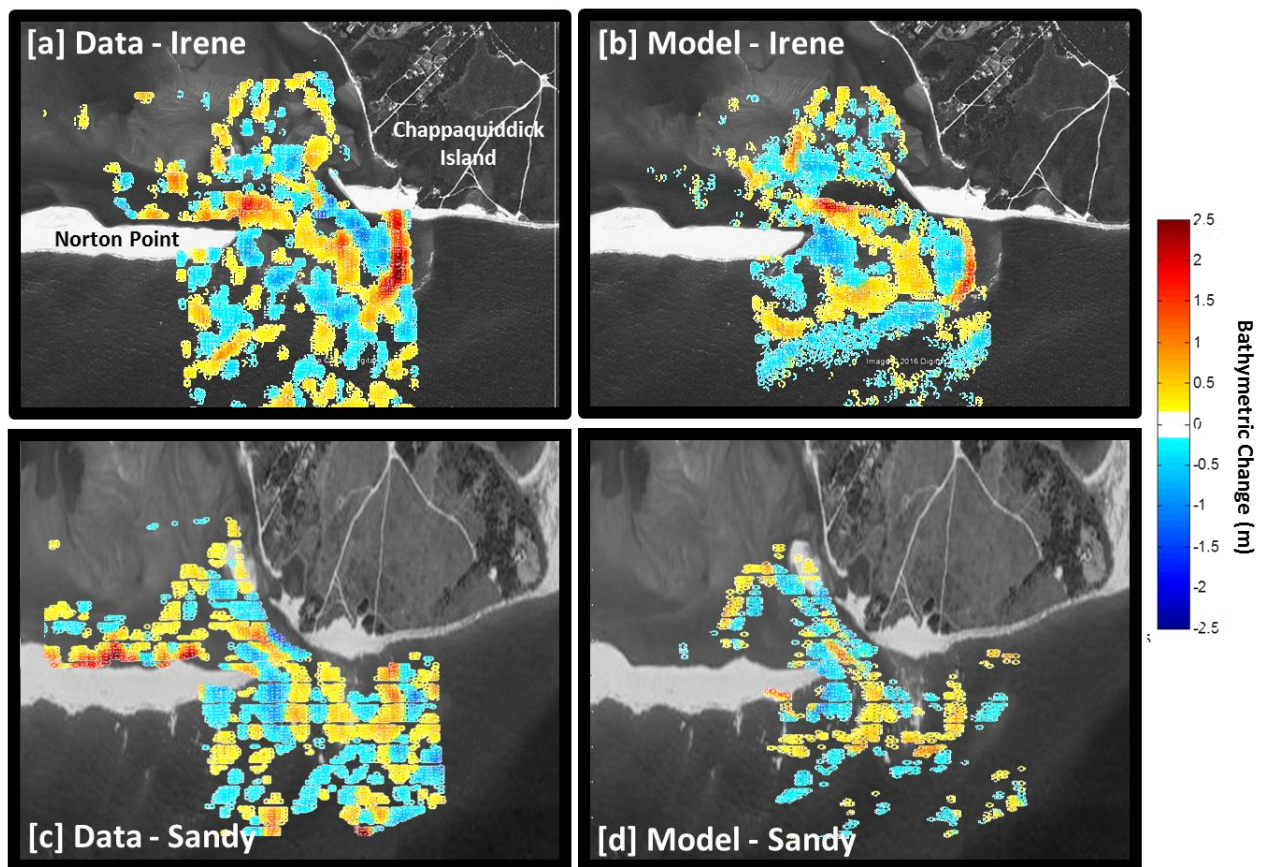 [a] Data - Irene
[b] Model - Irene
Chappaquiddick
Island
Norton Point
2.5
2
1.5
1
0.5
0
-0.5
-1
-1.5
-2
-2.5
Bathymetric Change (m)
[c] Data - Sandy
[d] Model - Sandy